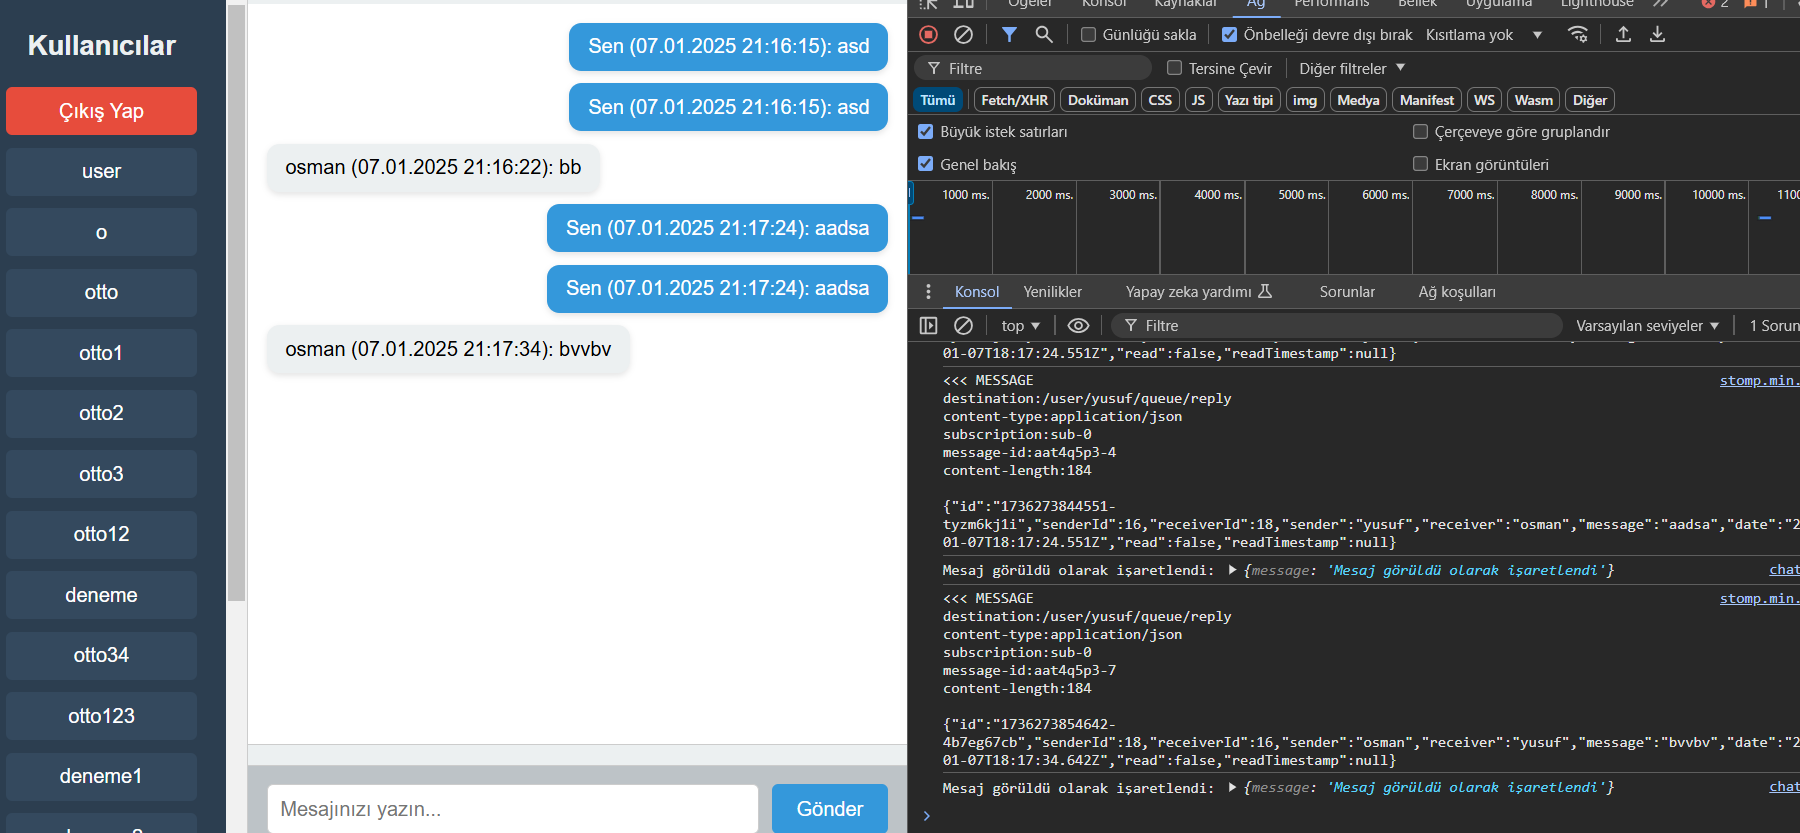 Kullanıcılar
Çıkış Yap
user
o
otto
otto1
otto2
otto3
otto12
deneme
otto34
otto123
deneme1
Sen (07.01.2025 21:16:15): asd
Sen (07.01.2025 21:16:15): asd
osman (07.01.2025 21:16:22): bb
Sen (07.01.2025 21:17:24): aadsa
Sen (07.01.2025 21:17:24): aadsa
osman (07.01.2025 21:17:34): bvvbv
Mesajınızı yazın...
Gönder
Öğeler Konsol Kaynaklar Ağ Performans Bellek Uygulama Lighthouse 2 1
Günlüğü sakla Önbelleği devre dışı bırak Kısıtlama yok
Filtre Tersine Çevir Diğer filtreler
Tümü Fetch/XHR Doküman CSS JS Yazı tipi img Medya Manifest WS Wasm Diğer
Büyük istek satırları Çerçeveye göre gruplandır
Genel bakış Ekran görüntüleri
1000 ms. 2000 ms. 3000 ms. 4000 ms. 5000 ms. 6000 ms. 7000 ms. 8000 ms. 9000 ms. 10000 ms. 1100
Konsol Yenilikler Yapay zeka yardımı Sorunlar Ağ koşulları
top Filtre Varsayılan seviyeler 1 Sorun
01-07T18:17:24.551Z","read":false,"readTimestamp":null}
<<< MESSAGE stomp.min.
destination:/user/yusuf/queue/reply
content-type:application/json
subscription:sub-0
message-id:aat4q5p3-4
content-length:184
{"id":"1736273844551-
tyzm6kj1i","senderId":16,"receiverId":18,"sender":"yusuf","receiver":"osman","message":"aadsa","date":"2
01-07T18:17:24.551Z","read":false,"readTimestamp":null}
Mesaj görüldü olarak işaretlendi: {message: 'Mesaj görüldü olarak işaretlendi'} chat
<<< MESSAGE stomp.min.
destination:/user/yusuf/queue/reply
content-type:application/json
subscription:sub-0
message-id:aat4q5p3-7
content-length:184
{"id":"1736273854642-
4b7eg67cb","senderId":18,"receiverId":16,"sender":"osman","receiver":"yusuf","message":"bvvbv","date":"2
01-07T18:17:34.642Z","read":false,"readTimestamp":null}
Mesaj görüldü olarak işaretlendi: {message: 'Mesaj görüldü olarak işaretlendi'} chat